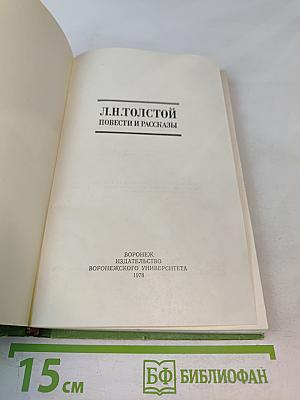 Л.Н.ТОЛСТОЙ
ПОВЕСТИ И РАССКАЗЫ
ВОРОНЕЖ
ИЗДАТЕЛЬСТВО
ВОРОНЕЖСКОГО УНИВЕРСИТЕТА
1978
15 см
БФ БИБЛИОФАН